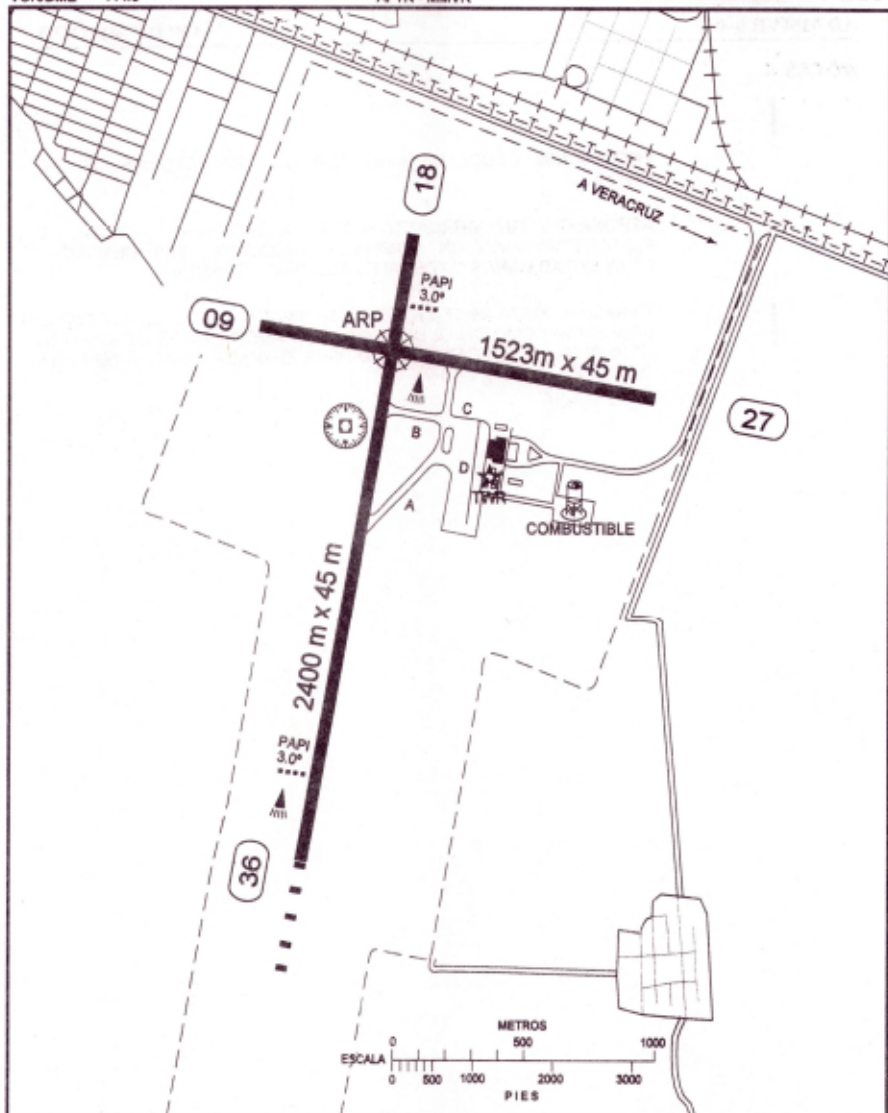 18
A VERACRUZ
PAPI
3.0°
09
ARP
1523m x 45 m
27
C
B
D
TWR
A
COMBUSTIBLE
2400 m x 45 m
PAPI
3.0°
36
METROS
0 500 1000
ESCALA
0 500 1000 2000 3000
PIES